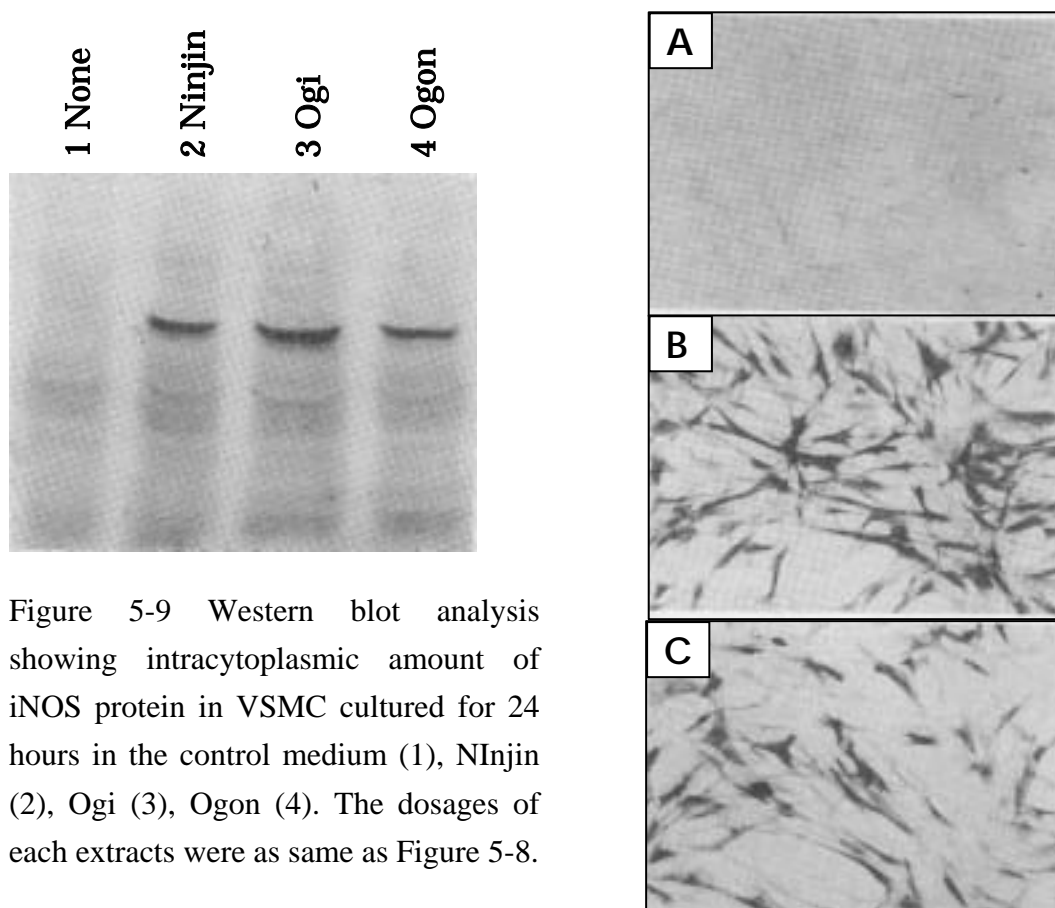 1 None
2 Ninjin
3 Ogi
4 Ogon
Figure 5-9 Western blot analysis
showing intracytoplasmic amount of
iNOS protein in VSMC cultured for 24
hours in the control medium (1), NInjin
(2), Ogi (3), Ogon (4). The dosages of
each extracts were as same as Figure 5-8.
A
B
C